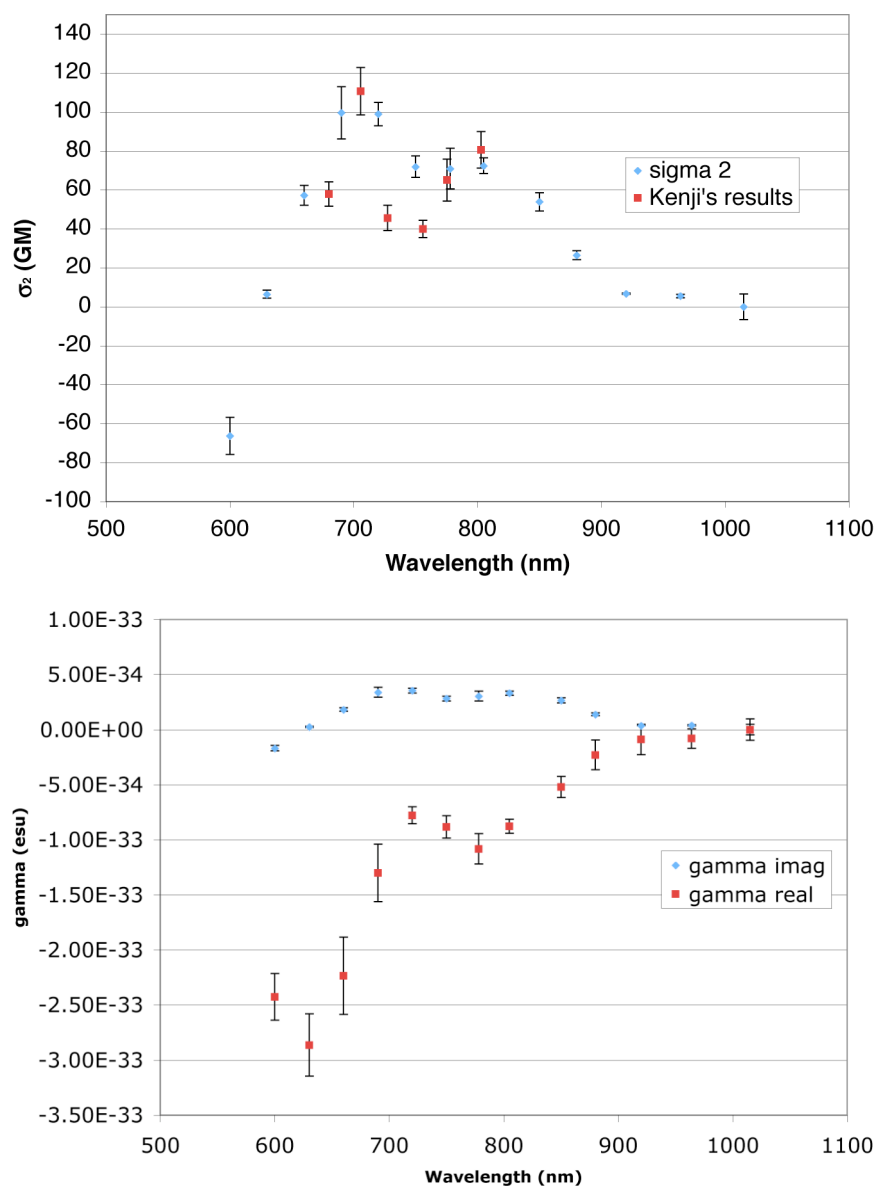 140
120
100
80
60
40
20
0
-20
-40
-60
-80
-100
σ₂ (GM)
sigma 2
Kenji's results
500 600 700 800 900 1000 1100
Wavelength (nm)
1.00E-33
5.00E-34
0.00E+00
-5.00E-34
-1.00E-33
-1.50E-33
-2.00E-33
-2.50E-33
-3.00E-33
-3.50E-33
gamma (esu)
gamma imag
gamma real
500 600 700 800 900 1000 1100
Wavelength (nm)